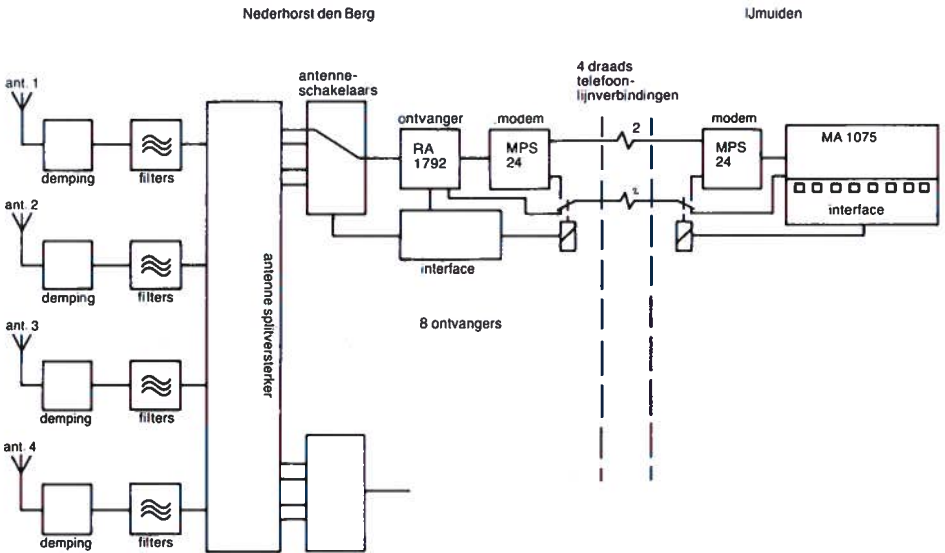 Nederhorst den Berg
IJmuiden
ant. 1
demping
filters
ant. 2
demping
filters
ant. 3
demping
filters
ant. 4
demping
filters
antenne splitversterker
antenne-
schakelaars
ontvanger
RA
1792
modem
MPS
24
interface
8 ontvangers
4 draads
telefoon-
lijnverbindingen
2
2
modem
MPS
24
MA 1075
interface